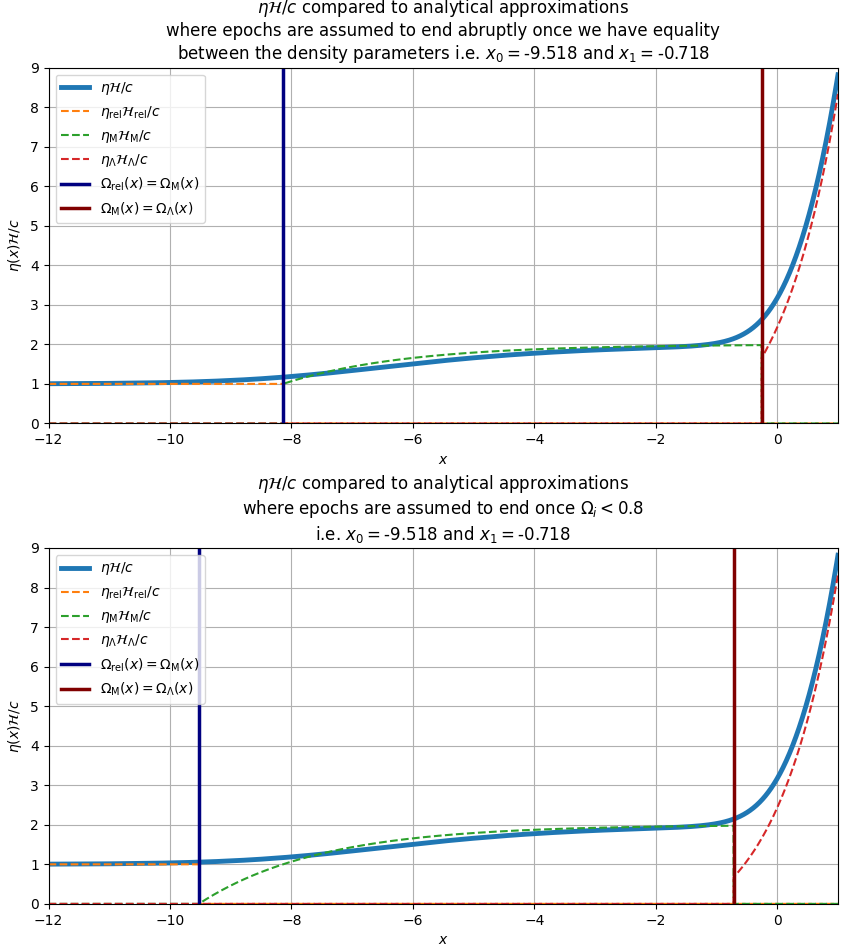 ηℋ/c compared to analytical approximations
where epochs are assumed to end abruptly once we have equality
between the density parameters i.e. x₀ = -9.518 and x₁ = -0.718
9
8
7
6
5
4
3
2
1
0
η(x)ℋ/c
ηℋ/c
η_rel ℋ_rel/c
η_M ℋ_M/c
η_Λ ℋ_Λ/c
Ω_rel(x) = Ω_M(x)
Ω_M(x) = Ω_Λ(x)
−12 −10 −8 −6 −4 −2 0
x
ηℋ/c compared to analytical approximations
where epochs are assumed to end once Ω_i < 0.8
i.e. x₀ = -9.518 and x₁ = -0.718
9
8
7
6
5
4
3
2
1
0
η(x)ℋ/c
ηℋ/c
η_rel ℋ_rel/c
η_M ℋ_M/c
η_Λ ℋ_Λ/c
Ω_rel(x) = Ω_M(x)
Ω_M(x) = Ω_Λ(x)
−12 −10 −8 −6 −4 −2 0
x